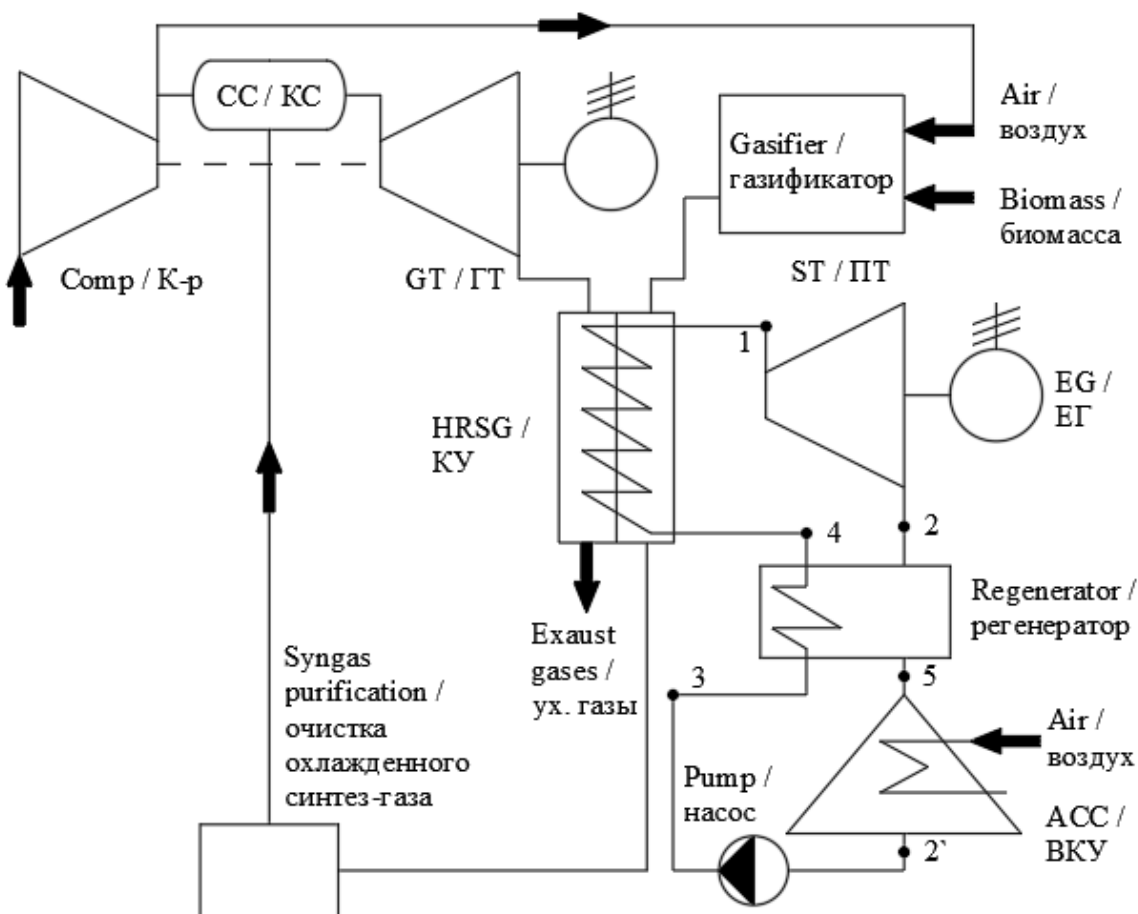 CC / КС
Air /
воздух
Gasifier /
газификатор
Biomass /
биомасса
Comp / К-р
GT / ГТ
ST / ПТ
1
EG /
ЕГ
HRSG /
КУ
2
4
Regenerator /
регенератор
Exaust
gases /
ух. газы
Syngas
purification /
очистка
охлажденного
синтез-газа
3
5
Air /
воздух
Pump /
насос
ACC /
ВКУ
2`